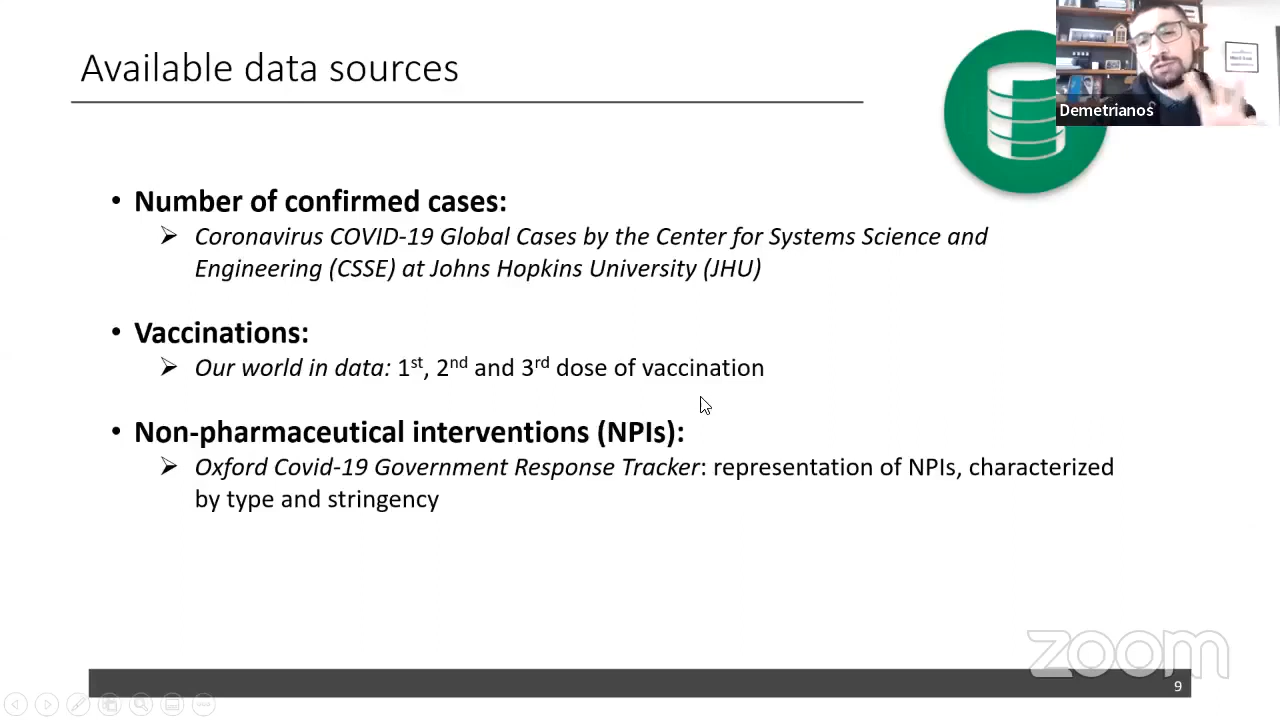 Available data sources
Demetrianos
• Number of confirmed cases:
➢ Coronavirus COVID-19 Global Cases by the Center for Systems Science and
Engineering (CSSE) at Johns Hopkins University (JHU)
• Vaccinations:
➢ Our world in data: 1st, 2nd and 3rd dose of vaccination
• Non-pharmaceutical interventions (NPIs):
➢ Oxford Covid-19 Government Response Tracker: representation of NPIs, characterized
by type and stringency
zoom
9